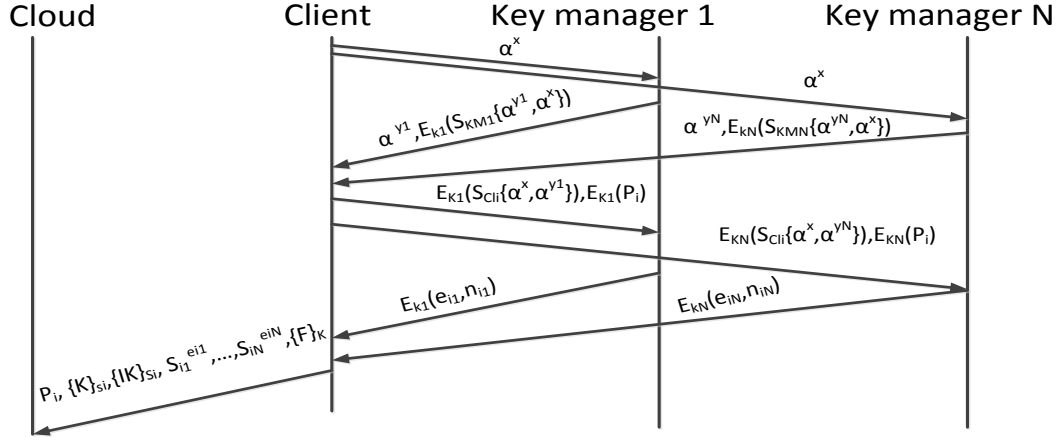 Cloud Client Key manager 1 Key manager N
αˣ
αˣ
α ʸ¹,E_k1(S_KM1{α^y1,α^x})
α ^yN,E_kN(S_KMN{α^yN,α^x})
E_K1(S_Cli{α^x,α^y1}),E_K1(P_i)
E_KN(S_Cli{α^x,α^yN}),E_KN(P_i)
E_k1(e_i1,n_i1)
E_kN(e_iN,n_iN)
P_i, {K}_si,{IK}_Si, S_i1^ei1,...,S_iN^eiN,{F}_K